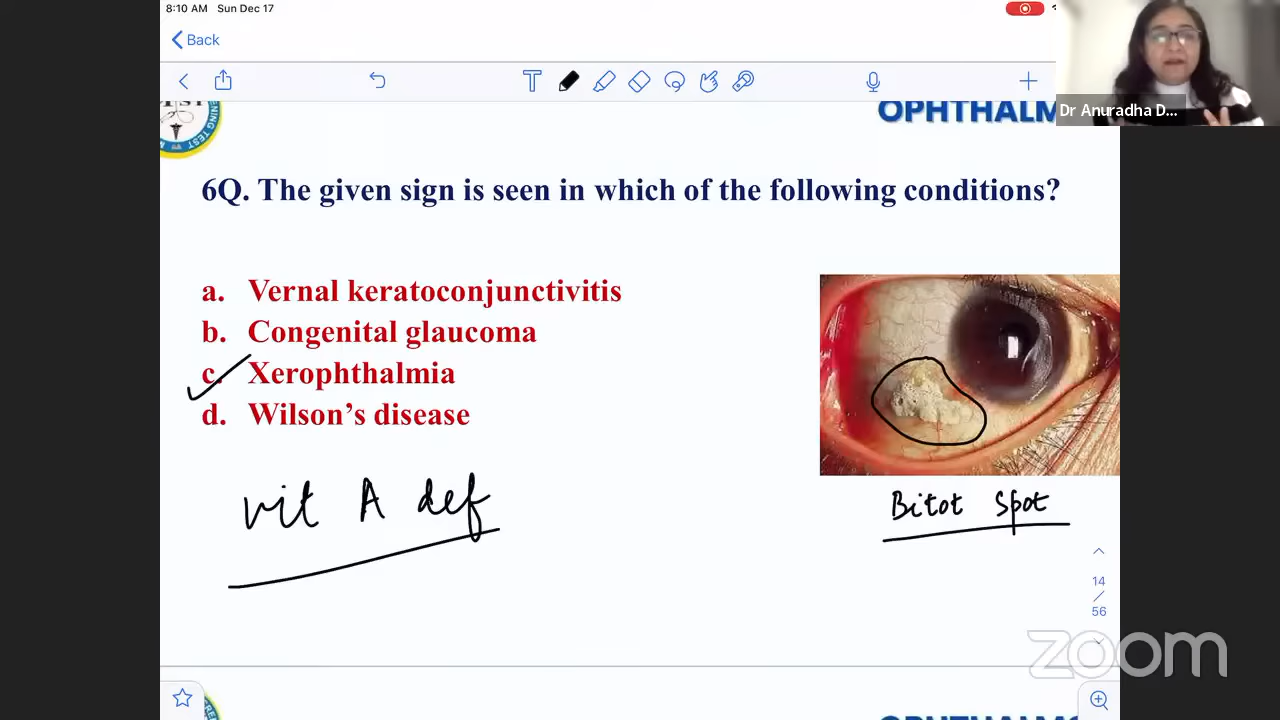 8:10 AM Sun Dec 17
Back
OPHTHALM
Dr Anuradha D...
6Q. The given sign is seen in which of the following conditions?
a. Vernal keratoconjunctivitis
b. Congenital glaucoma
c. Xerophthalmia
d. Wilson's disease
vit A def
Bitot spot
14
/
56
zoom